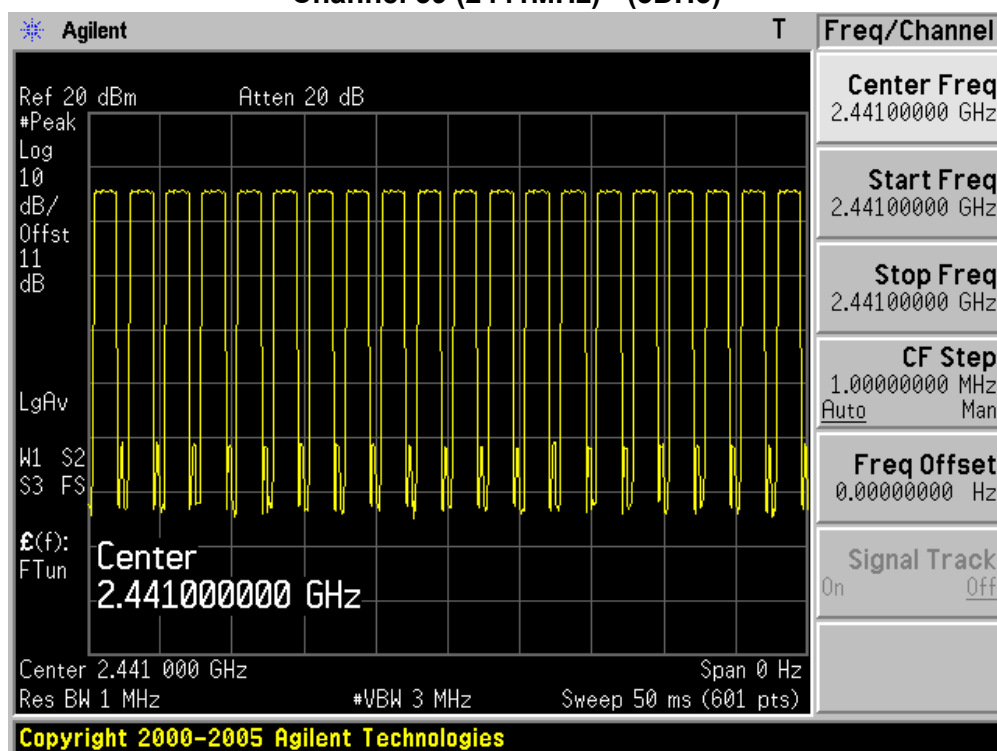 Agilent
T
Freq/Channel
Ref 20 dBm Atten 20 dB
#Peak
Log
10
dB/
Offst
11
dB
LgAv
W1 S2
S3 FS
£(f):
FTun
Center
2.441000000 GHz
Center 2.441 000 GHz Span 0 Hz
Res BW 1 MHz #VBW 3 MHz Sweep 50 ms (601 pts)
Copyright 2000-2005 Agilent Technologies
Center Freq
2.44100000 GHz
Start Freq
2.44100000 GHz
Stop Freq
2.44100000 GHz
CF Step
1.00000000 MHz
Auto Man
Freq Offset
0.00000000 Hz
Signal Track
On Off